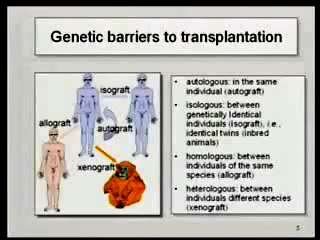 Genetic barriers to transplantation
isograft
allograft
autograft
xenograft
• autologous: in the same
individual (autograft)
• isologous: between
genetically Identical
individuals (isograft), i.e.,
identical twins (inbred
animals)
• homologous: between
individuals of the same
species (allograft)
• heterologous: between
individuals different species
(xenograft)
5